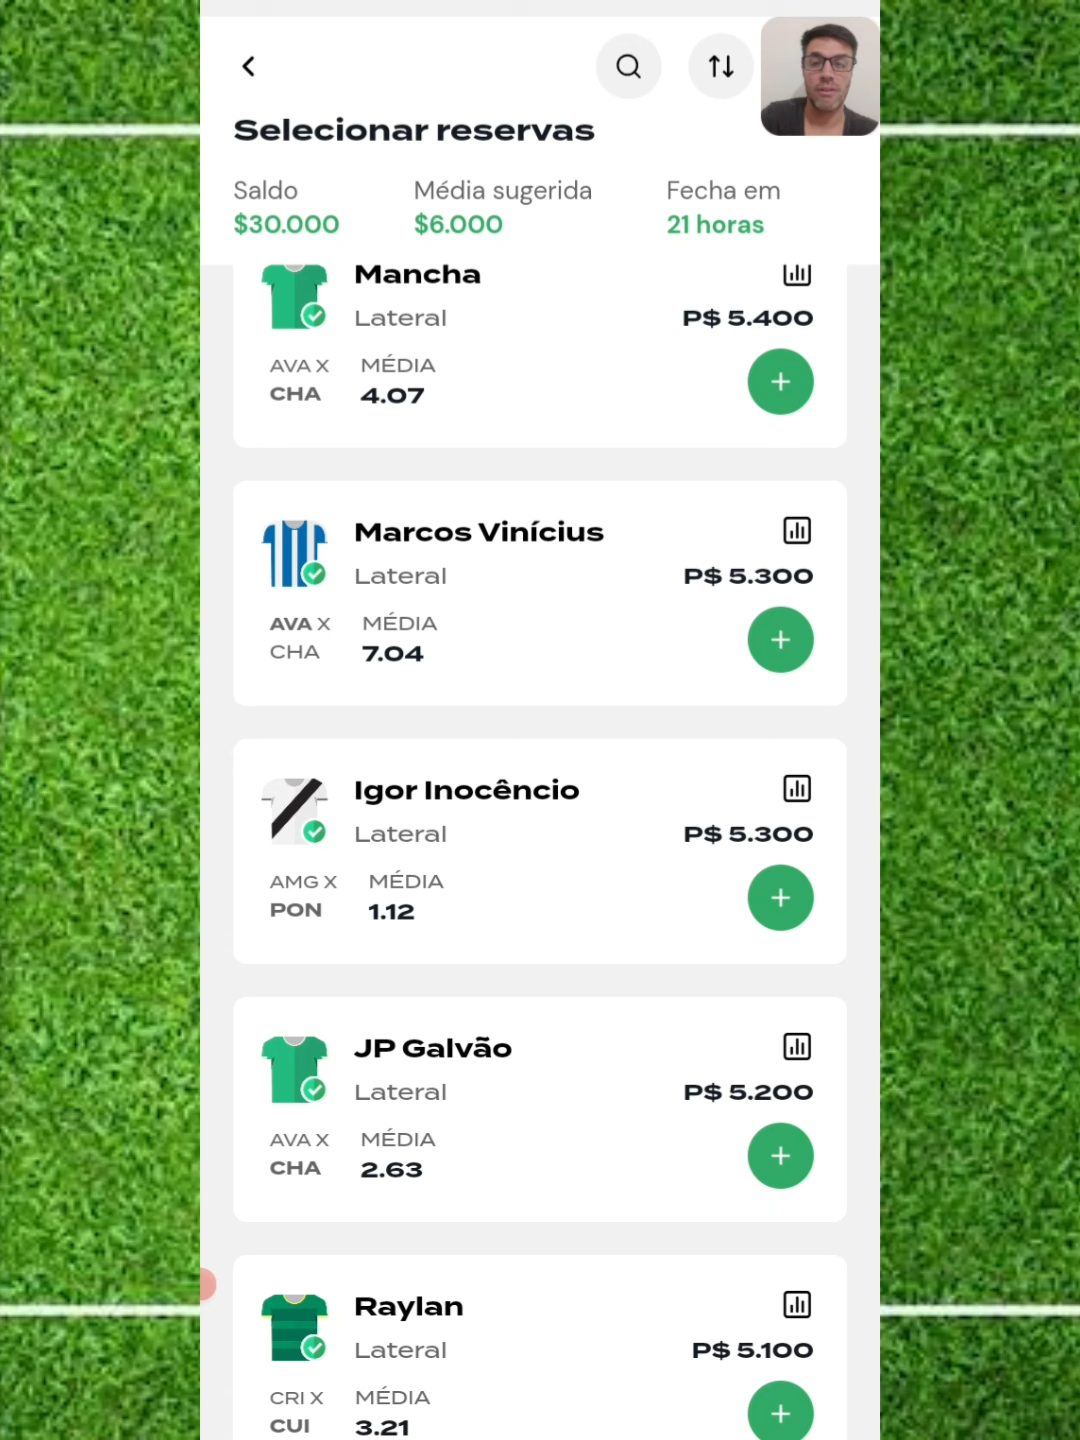 Selecionar reservas
Saldo
$30.000
Média sugerida
$6.000
Fecha em
21 horas
Mancha
Lateral
P$ 5.400
AVA X
CHA
MÉDIA
4.07
Marcos Vinícius
Lateral
P$ 5.300
AVA X
CHA
MÉDIA
7.04
Igor Inocêncio
Lateral
P$ 5.300
AMG X
PON
MÉDIA
1.12
JP Galvão
Lateral
P$ 5.200
AVA X
CHA
MÉDIA
2.63
Raylan
Lateral
P$ 5.100
CRI X
CUI
MÉDIA
3.21